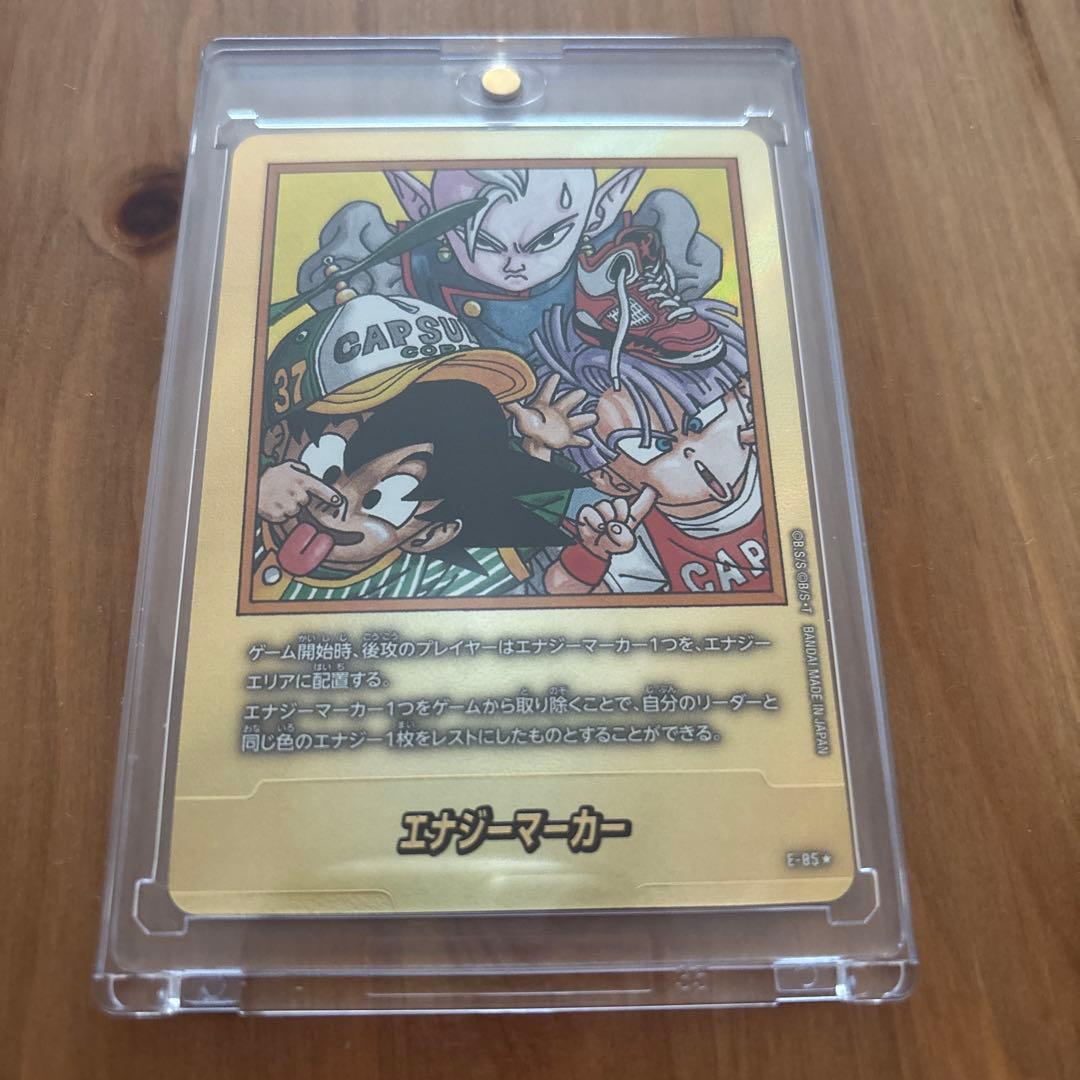 37
CAPSU
CORP
CAP
ゲーム開始時、後攻のプレイヤーはエナジーマーカー1つを、エナジー
エリアに配置する。
エナジーマーカー1つをゲームから取り除くことで、自分のリーダーと
同じ色のエナジー1枚をレストにしたものとすることができる。
©B.S/S ©B/S・T BANDAI MADE IN JAPAN
エナジーマーカー
E-05★